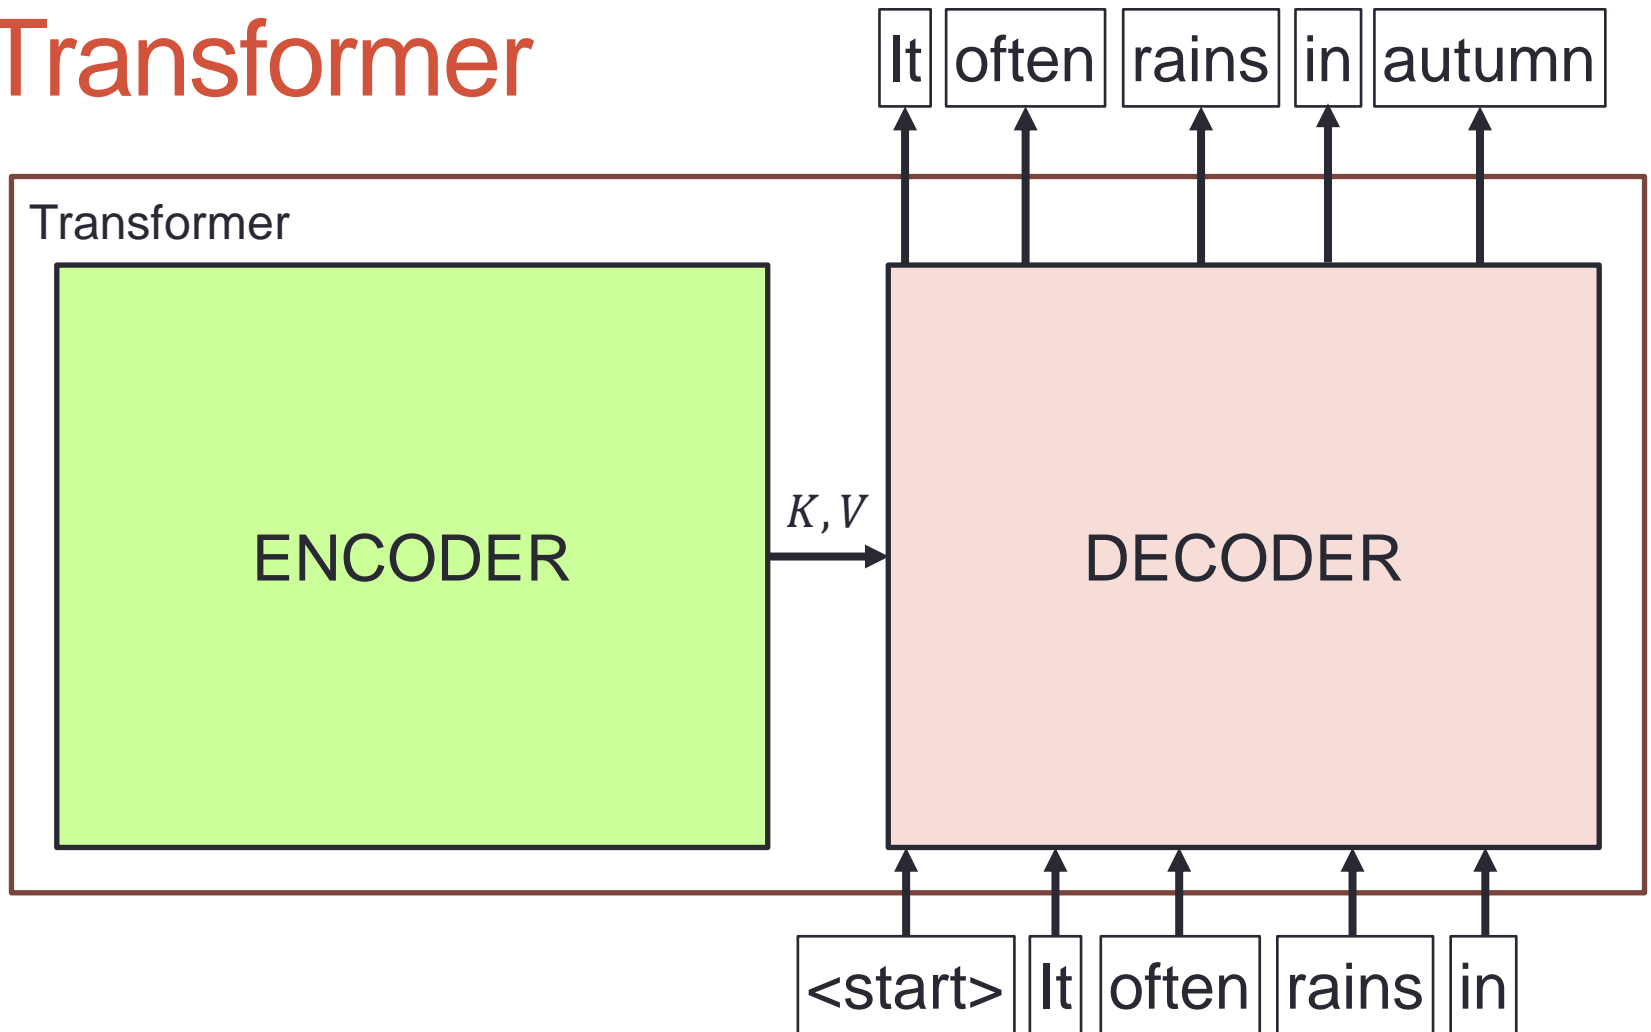 Transformer
It often rains in autumn
Transformer
ENCODER
K, V
DECODER
<start> It often rains in